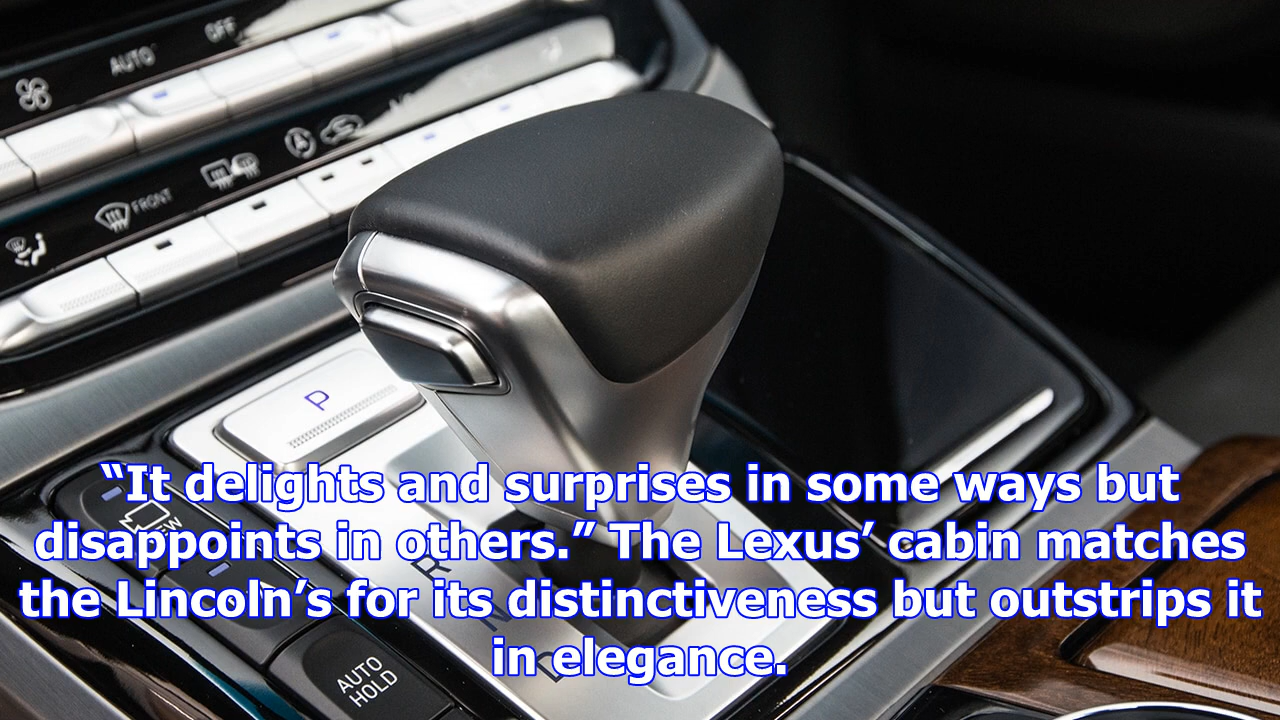 OFF
AUTO
FRONT
P
“It delights and surprises in some ways but
disappoints in others.” The Lexus’ cabin matches
the Lincoln’s for its distinctiveness but outstrips it
in elegance.
R
N
D
AUTO
HOLD